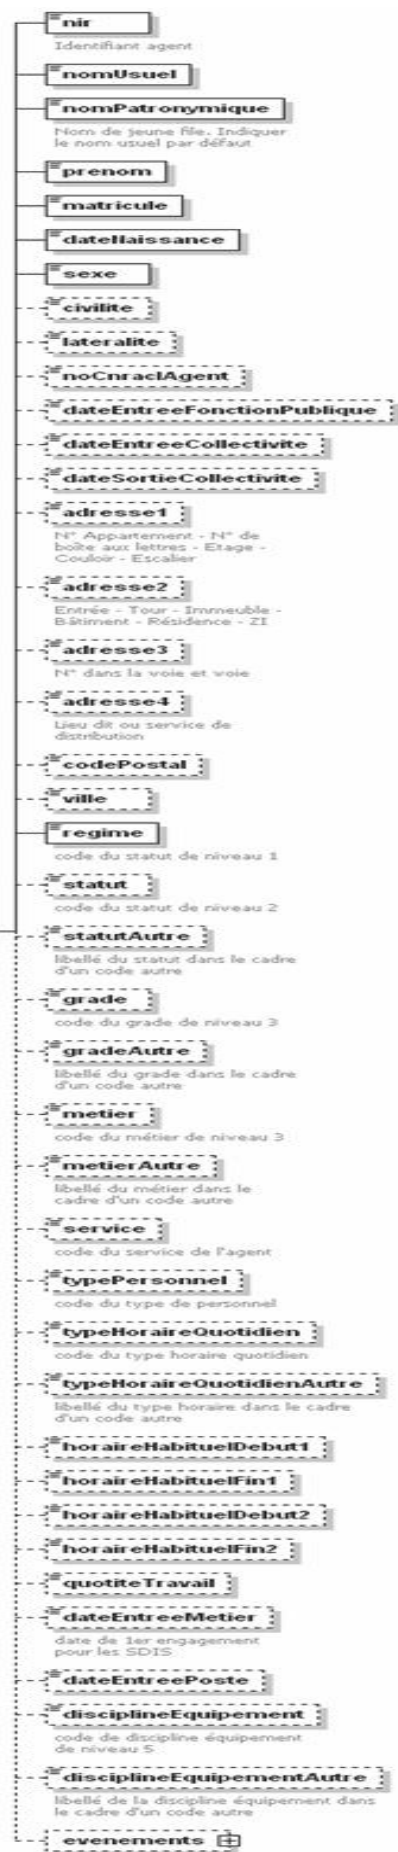 nir
Identifiant agent
nomUsuel
nomPatronymique
Nom de jeune file. Indiquer
le nom usuel par défaut
prenom
matricule
dateNaissance
sexe
civilite
lateralite
noCnraclAgent
dateEntreeFonctionPublique
dateEntreeCollectivite
dateSortieCollectivite
adresse1
N° Appartement - N° de
boîte aux lettres - Etage -
Couloir - Escalier
adresse2
Entrée - Tour - Immeuble -
Bâtiment - Résidence - ZI
adresse3
N° dans la voie et voie
adresse4
Lieu dit ou service de
distribution
codePostal
ville
regime
code du statut de niveau 1
statut
code du statut de niveau 2
statutAutre
libellé du statut dans le cadre
d'un code autre
grade
code du grade de niveau 3
gradeAutre
libellé du grade dans le cadre
d'un code autre
metier
code du métier de niveau 3
metierAutre
libellé du métier dans le
cadre d'un code autre
service
code du service de l'agent
typePersonnel
code du type de personnel
typeHoraireQuotidien
code du type horaire quotidien
typeHoraireQuotidienAutre
libellé du type horaire dans le cadre
d'un code autre
horaireHabituelDebut1
horaireHabituelFin1
horaireHabituelDebut2
horaireHabituelFin2
quotiteTravail
dateEntreeMetier
date de 1er engagement
pour les SDIS
dateEntreePoste
disciplineEquipement
code de discipline équipement
de niveau 5
disciplineEquipementAutre
libellé de la discipline équipement dans
le cadre d'un code autre
evenements